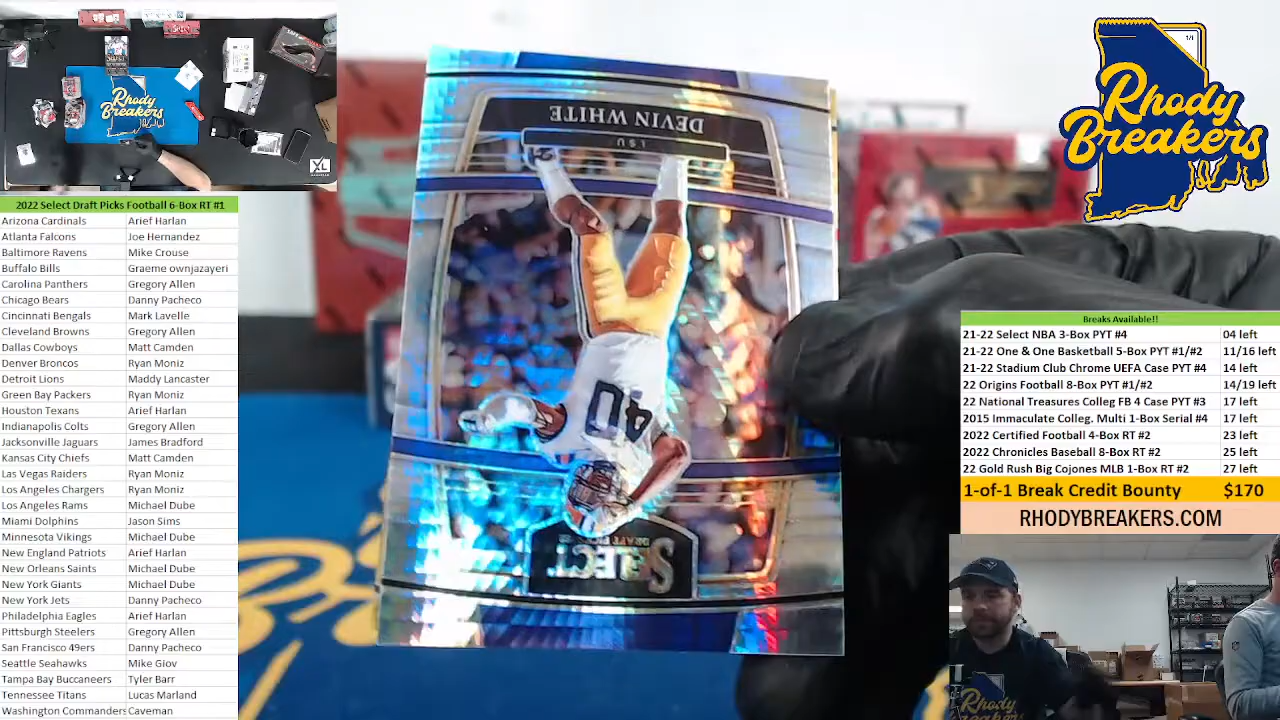 2022 Select Draft Picks Football 6-Box RT #1
Arizona Cardinals Arief Harlan
Atlanta Falcons Joe Hernandez
Baltimore Ravens Mike Crouse
Buffalo Bills Graeme ownjazayeri
Carolina Panthers Gregory Allen
Chicago Bears Danny Pacheco
Cincinnati Bengals Mark Lavelle
Cleveland Browns Gregory Allen
Dallas Cowboys Matt Camden
Denver Broncos Ryan Moniz
Detroit Lions Maddy Lancaster
Green Bay Packers Ryan Moniz
Houston Texans Arief Harlan
Indianapolis Colts Gregory Allen
Jacksonville Jaguars James Bradford
Kansas City Chiefs Matt Camden
Las Vegas Raiders Ryan Moniz
Los Angeles Chargers Ryan Moniz
Los Angeles Rams Michael Dube
Miami Dolphins Jason Sims
Minnesota Vikings Michael Dube
New England Patriots Arief Harlan
New Orleans Saints Michael Dube
New York Giants Michael Dube
New York Jets Danny Pacheco
Philadelphia Eagles Arief Harlan
Pittsburgh Steelers Gregory Allen
San Francisco 49ers Danny Pacheco
Seattle Seahawks Mike Giov
Tampa Bay Buccaneers Tyler Barr
Tennessee Titans Lucas Marland
Washington Commanders Caveman
Rhody
Breakers
XL
DEVIN WHITE
LSU
40
SELECT
DRAFT PICKS
1/1
Rhody
Breakers
Breaks Available!!
21-22 Select NBA 3-Box PYT #4 04 left
21-22 One & One Basketball 5-Box PYT #1/#2 11/16 left
21-22 Stadium Club Chrome UEFA Case PYT #4 14 left
22 Origins Football 8-Box PYT #1/#2 14/19 left
22 National Treasures Colleg FB 4 Case PYT #3 17 left
2015 Immaculate Colleg. Multi 1-Box Serial #4 17 left
2022 Certified Football 4-Box RT #2 23 left
2022 Chronicles Baseball 8-Box RT #2 25 left
22 Gold Rush Big Cojones MLB 1-Box RT #2 27 left
1-of-1 Break Credit Bounty $170
RHODYBREAKERS.COM
Rhody
Breakers